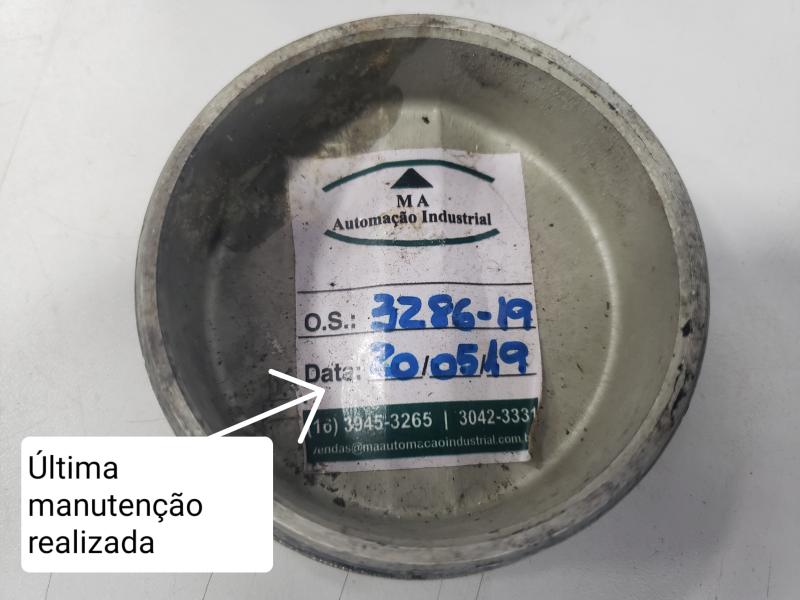 MA
Automação Industrial
O.S.: 3286-19
Data: 20/05/19
(16) 3945-3265 | 3042-3331
vendas@maautomacaoindustrial.com.b
Última
manutenção
realizada